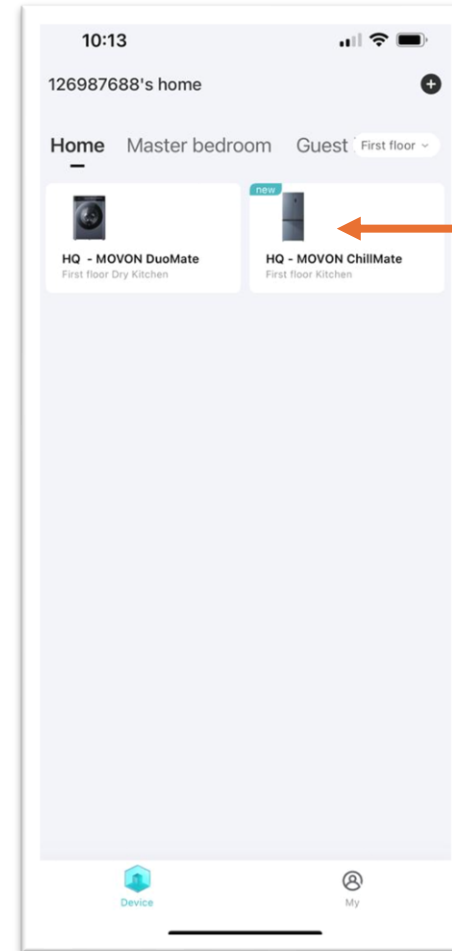 10:13
126987688's home
Home Master bedroom Guest First floor
new
HQ - MOVON DuoMate
First floor Dry Kitchen
HQ - MOVON ChillMate
First floor Kitchen
Device
My